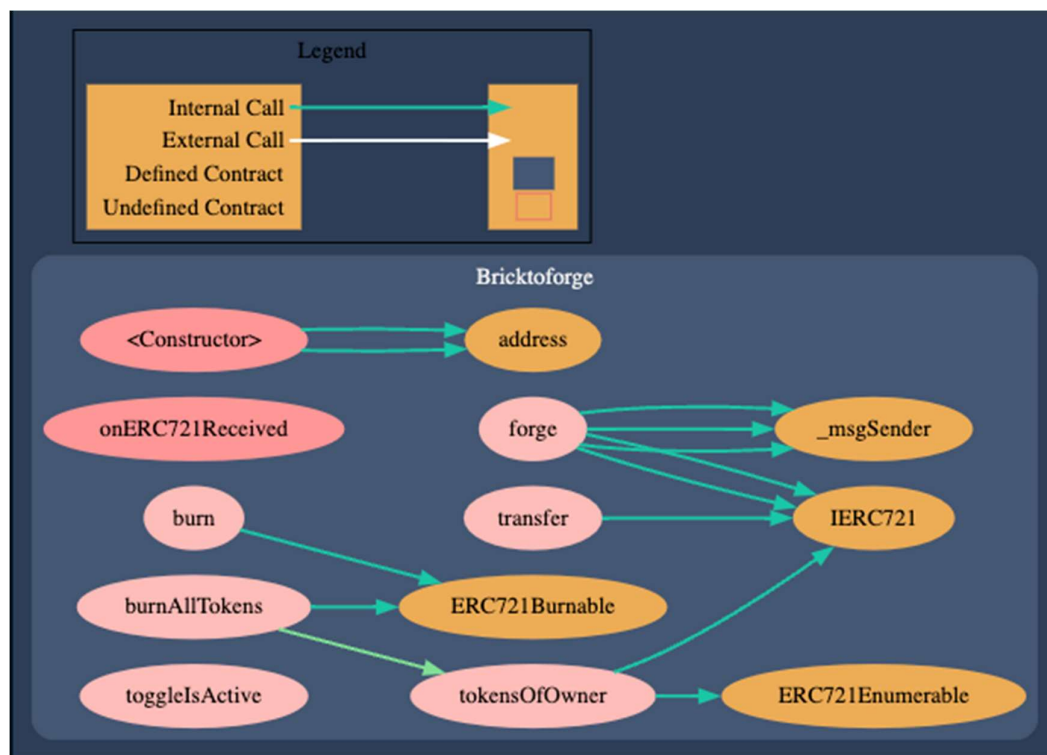 Legend
Internal Call
External Call
Defined Contract
Undefined Contract
Bricktoforge
<Constructor>
address
onERC721Received
forge
_msgSender
burn
transfer
IERC721
burnAllTokens
ERC721Burnable
toggleIsActive
tokensOfOwner
ERC721Enumerable